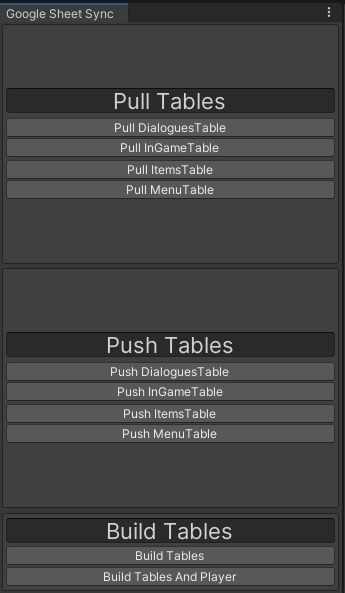 Google Sheet Sync
Pull Tables
Pull DialoguesTable
Pull InGameTable
Pull ItemsTable
Pull MenuTable
Push Tables
Push DialoguesTable
Push InGameTable
Push ItemsTable
Push MenuTable
Build Tables
Build Tables
Build Tables And Player